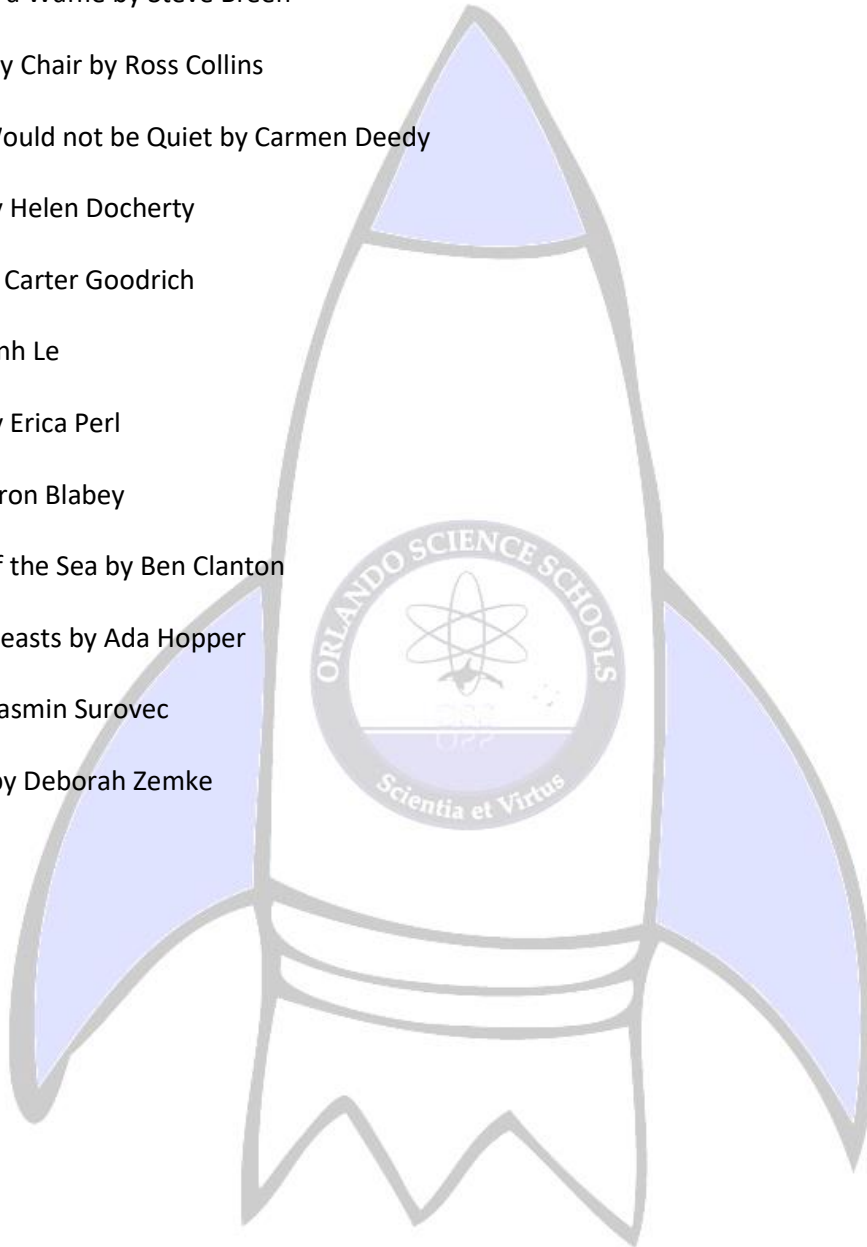 a Waffle by Steve Breen
y Chair by Ross Collins
Would not be Quiet by Carmen Deedy
y Helen Docherty
Carter Goodrich
nh Le
y Erica Perl
ron Blabey
f the Sea by Ben Clanton
easts by Ada Hopper
asmin Surovec
by Deborah Zemke
ORLANDO SCIENCE SCHOOLS
OSS
Scientia et Virtus